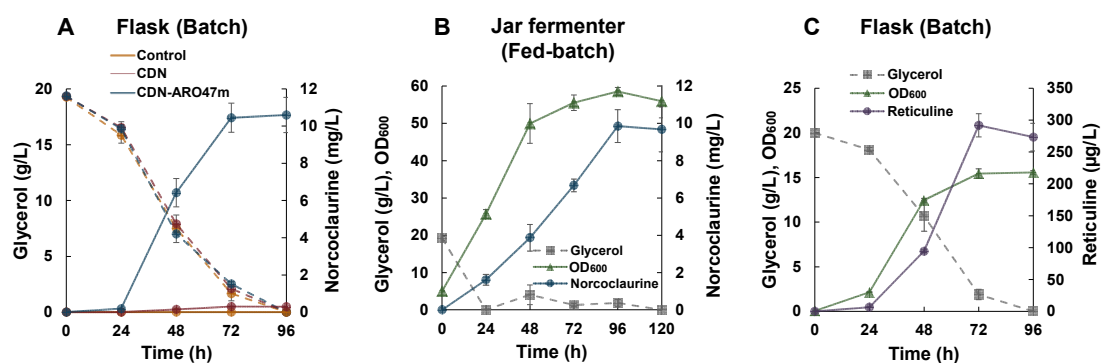 A Flask (Batch)
Control
CDN
CDN-ARO47m
Glycerol (g/L)
20
15
10
5
0
12
10
8
6
4
2
0
Norcoclaurine (mg/L)
0 24 48 72 96
Time (h)
B Jar fermenter
(Fed-batch)
Glycerol (g/L), OD600
60
50
40
30
20
10
0
12
10
8
6
4
2
0
Norcoclaurine (mg/L)
Glycerol
OD600
Norcoclaurine
0 24 48 72 96 120
Time (h)
C Flask (Batch)
Glycerol
OD600
Reticuline
Glycerol (g/L), OD600
25
20
15
10
5
0
350
300
250
200
150
100
50
0
Reticuline (µg/L)
0 24 48 72 96
Time (h)